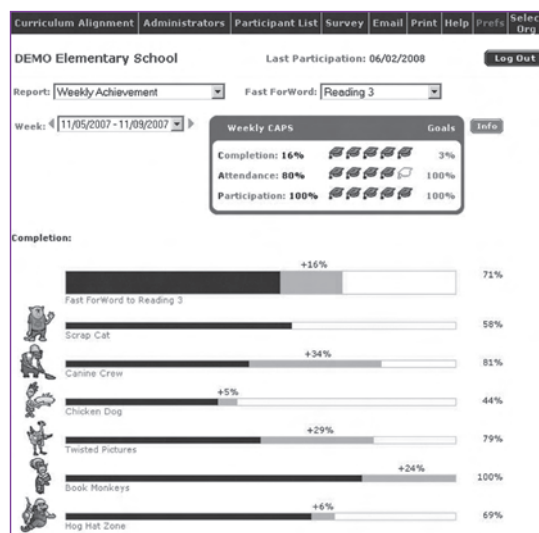 Curriculum Alignment Administrators Participant List Survey Email Print Help Prefs Select Org
DEMO Elementary School Last Participation: 06/02/2008 Log Out
Report: Weekly Achievement Fast ForWord: Reading 3
Week: 11/05/2007 - 11/09/2007
Weekly CAPS Goals Info
Completion: 16% 3%
Attendance: 80% 100%
Participation: 100% 100%
Completion:
+16%
71%
Fast ForWord to Reading 3
58%
Scrap Cat
+34%
81%
Canine Crew
+5%
44%
Chicken Dog
+29%
79%
Twisted Pictures
+24%
100%
Book Monkeys
+6%
69%
Hog Hat Zone